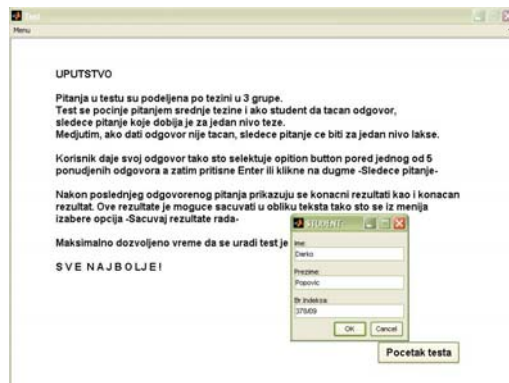 Test
Menu
UPUTSTVO
Pitanja u testu su podeljena po tezini u 3 grupe.
Test se pocinje pitanjem srednje tezine i ako student da tacan odgovor,
sledece pitanje koje dobija je za jedan nivo teze.
Medjutim, ako dati odgovor nije tacan, sledece pitanje ce biti za jedan nivo lakse.
Korisnik daje svoj odgovor tako sto selektuje opition button pored jednog od 5
ponudjenih odgovora a zatim pritisne Enter ili klikne na dugme -Sledece pitanje-
Nakon poslednjeg odgovorenog pitanja prikazuju se konacni rezultati kao i konacan
rezultat. Ove rezultate je moguce sacuvati u obliku teksta tako sto se iz menija
izabere opcija -Sacuvaj rezultate rada-
Maksimalno dozvoljeno vreme da se uradi test je
S V E N A J B O L J E !
STUDENT:
Ime:
Darko
Prezime:
Popovic
Br.Indeksa:
378/09
OK Cancel
Pocetak testa